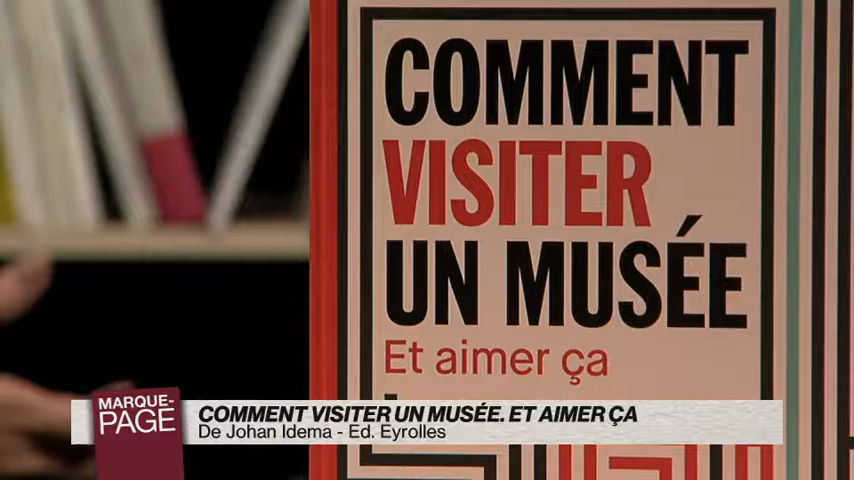 COMMENT
VISITER
UN MUSÉE
Et aimer ça
MARQUE-
PAGE
COMMENT VISITER UN MUSÉE. ET AIMER ÇA
De Johan Idema - Ed. Eyrolles